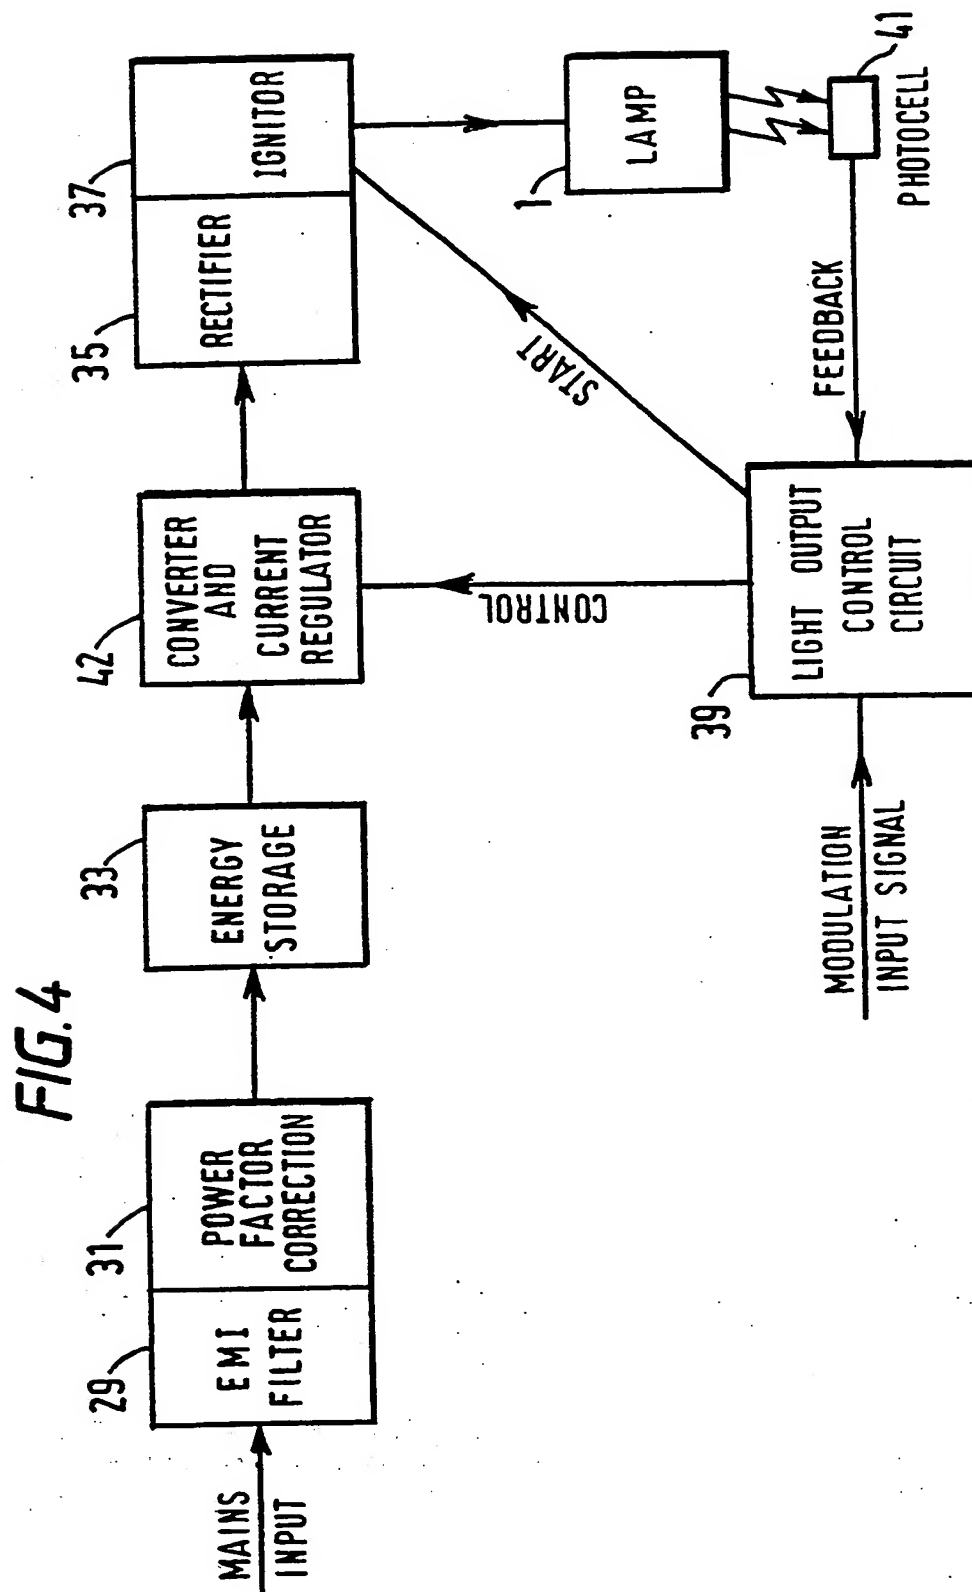 FIG. 4
MAINS
INPUT
29
EMI
FILTER
31
POWER
FACTOR
CORRECTION
33
ENERGY
STORAGE
42
CONVERTER
AND
CURRENT
REGULATOR
35
RECTIFIER
37
IGNITOR
START
CONTROL
1
LAMP
41
PHOTOCELL
FEEDBACK
39
LIGHT OUTPUT
CONTROL
CIRCUIT
MODULATION
INPUT SIGNAL